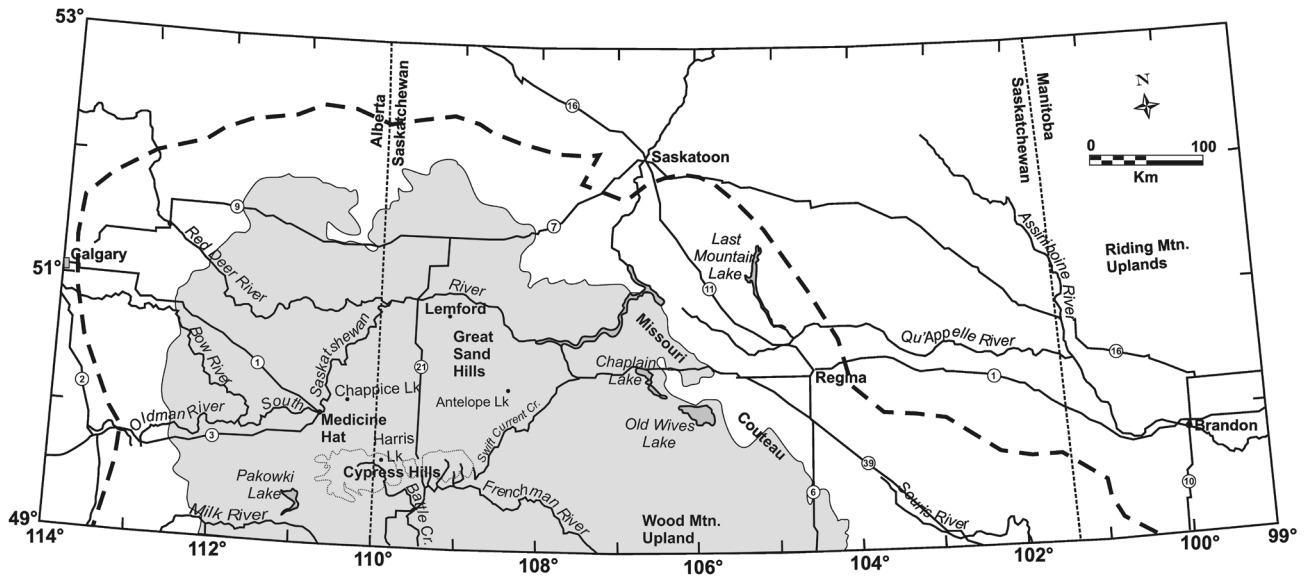 53°
Alberta
Saskatchewan
16
Saskatoon
Manitoba
Saskatchewan
N
0 100
Km
9
7
Red Deer River
Calgary
51°
Last
Mountain
Lake
11
Assiniboine River
Riding Mtn.
Uplands
River
Lemford
Great
Sand
Hills
Missouri
Qu'Appelle River
16
Bow River
1
2
South Saskatchewan
21
Chappice Lk
Antelope Lk
Chaplain
Lake
Regina
1
Oldman River
3
Medicine
Hat
Harris
Lk
Swift Current Cr.
Old Wives
Lake
Couteau
Brandon
Cypress Hills
Pakowki
Lake
Milk River
Battle Cr.
Frenchman River
39
6
Souris River
10
Wood Mtn.
Upland
49°
114° 112° 110° 108° 106° 104° 102° 100° 99°